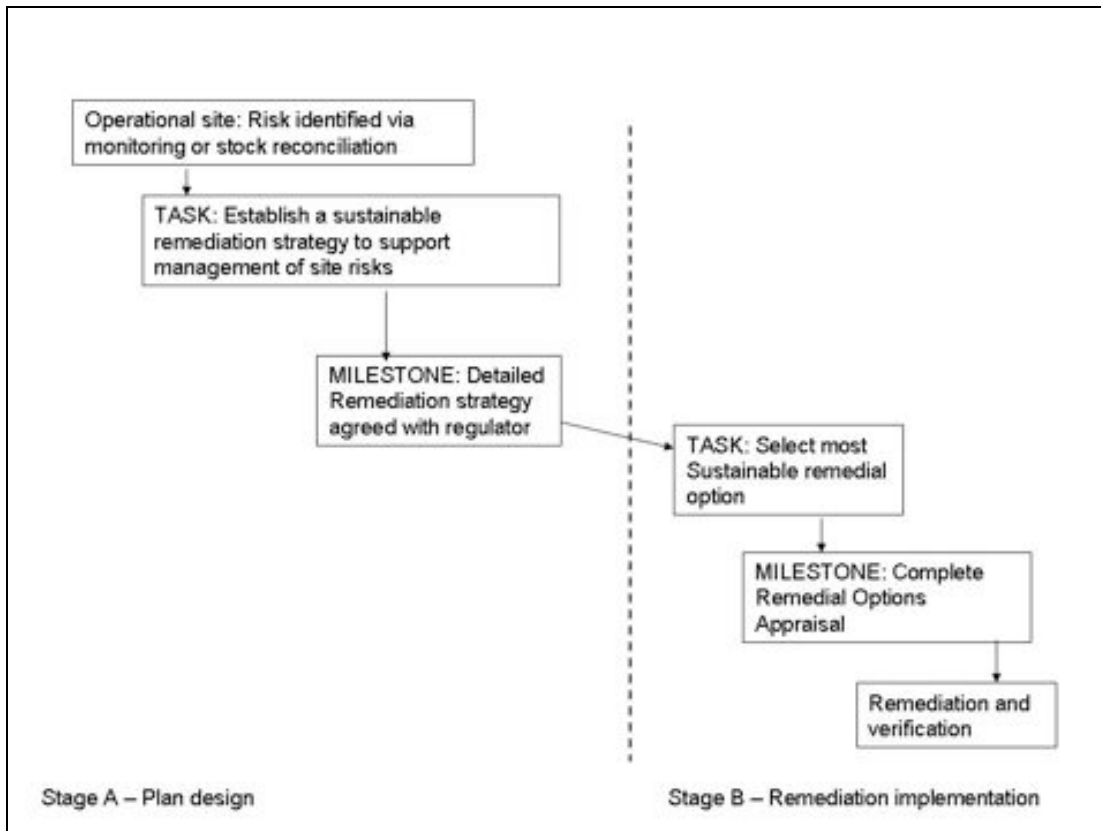 Operational site: Risk identified via
monitoring or stock reconciliation
TASK: Establish a sustainable
remediation strategy to support
management of site risks
MILESTONE: Detailed
Remediation strategy
agreed with regulator
TASK: Select most
Sustainable remedial
option
MILESTONE: Complete
Remedial Options
Appraisal
Remediation and
verification
Stage A – Plan design
Stage B – Remediation implementation